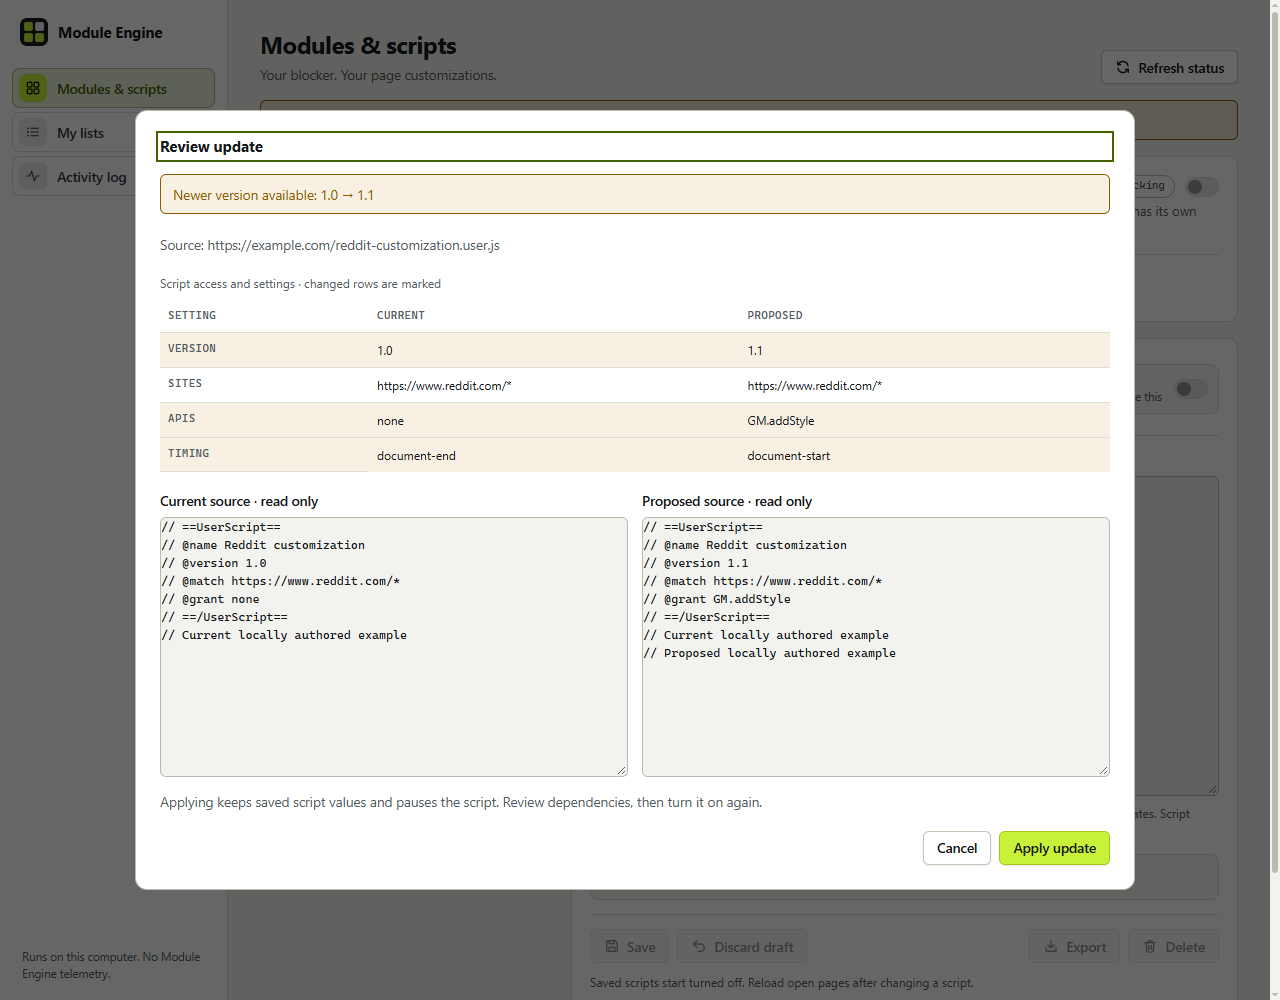 Module Engine
Modules & scripts
My lists
Activity log
Runs on this computer. No Module
Engine telemetry.
Modules & scripts
Your blocker. Your page customizations.
Refresh status
has its own
e this
Review update
Newer version available: 1.0 → 1.1
Source: https://example.com/reddit-customization.user.js
Script access and settings · changed rows are marked
SETTING CURRENT PROPOSED
VERSION 1.0 1.1
SITES https://www.reddit.com/* https://www.reddit.com/*
APIS none GM.addStyle
TIMING document-end document-start
Current source · read only
// ==UserScript==
// @name Reddit customization
// @version 1.0
// @match https://www.reddit.com/*
// @grant none
// ==/UserScript==
// Current locally authored example
Proposed source · read only
// ==UserScript==
// @name Reddit customization
// @version 1.1
// @match https://www.reddit.com/*
// @grant GM.addStyle
// ==/UserScript==
// Current locally authored example
// Proposed locally authored example
Applying keeps saved script values and pauses the script. Review dependencies, then turn it on again.
Cancel Apply update
Script
Save Discard draft Export Delete
Saved scripts start turned off. Reload open pages after changing a script.